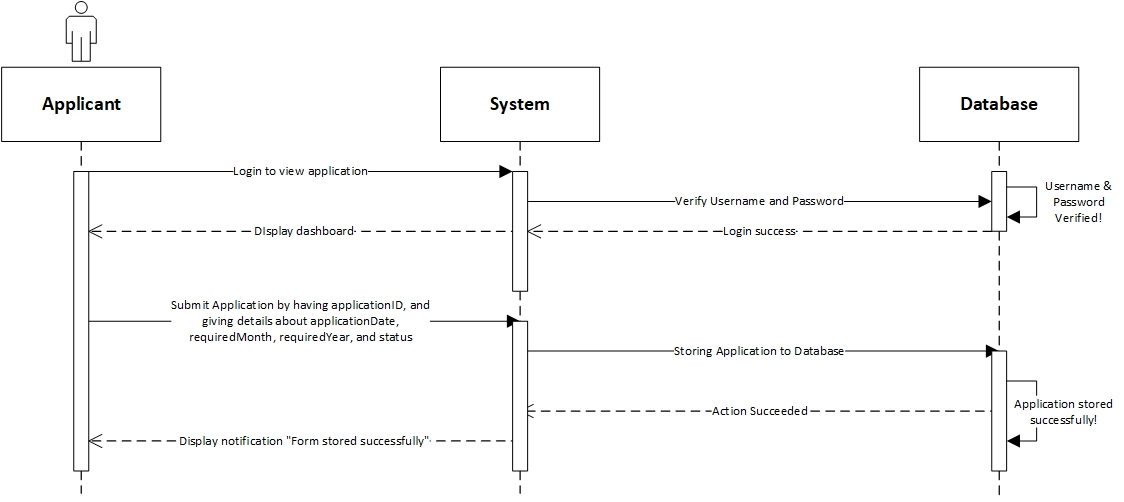 Applicant
System
Database
Login to view application
Username &
Password
Verified!
Verify Username and Password
DIsplay dashboard
Login success
Submit Application by having applicationID, and
giving details about applicationDate,
requiredMonth, requiredYear, and status
Storing Application to Database
Application stored
successfully!
Action Succeeded
Display notification "Form stored successfully"